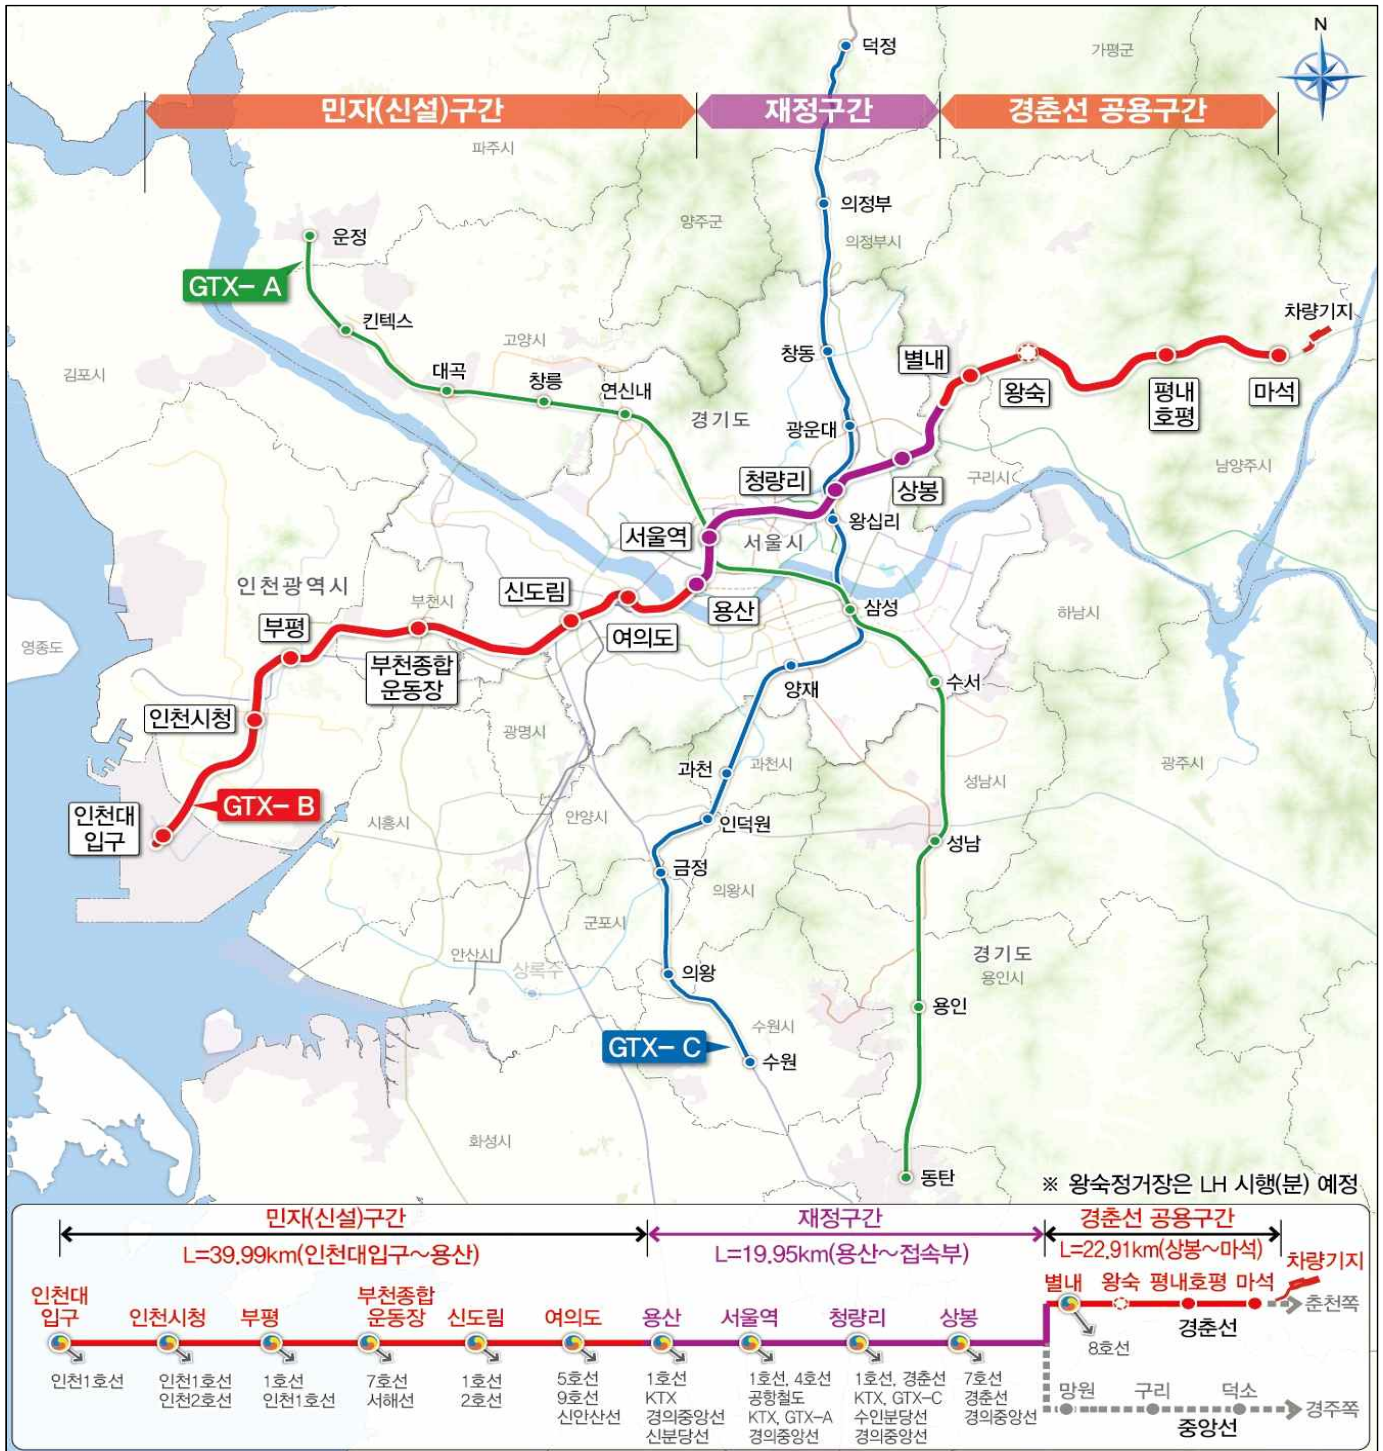 N
덕정
가평군
민자(신설)구간
재정구간
경춘선 공용구간
파주시
의정부
양주군
의정부시
운정
GTX- A
킨텍스
고양시
창동
차량기지
별내
왕숙
평내
호평
마석
김포시
대곡
창릉
연신내
경기도
광운대
청량리
상봉
구리시
남양주시
왕십리
서울역
서울시
인천광역시
부천시
신도림
용산
삼성
하남시
부평
여의도
영종도
부천종합
운동장
양재
수서
인천시청
광명시
과천
과천시
성남시
광주시
GTX- B
인천대
입구
시흥시
안양시
인덕원
성남
금정
의왕시
군포시
안산시
상록수
의왕
경기도
용인시
용인
수원시
GTX- C
수원
화성시
동탄
※ 왕숙정거장은 LH 시행(분) 예정
민자(신설)구간
재정구간
경춘선 공용구간
L=39.99km(인천대입구～용산)
L=19.95km(용산～접속부)
L=22.91km(상봉～마석)
차량기지
인천대
입구
인천시청
부평
부천종합
운동장
신도림
여의도
용산
서울역
청량리
상봉
별내
왕숙
평내호평
마석
춘천쪽
경춘선
8호선
인천1호선
인천1호선
인천2호선
1호선
인천1호선
7호선
서해선
1호선
2호선
5호선
9호선
신안산선
1호선
KTX
경의중앙선
신분당선
1호선, 4호선
공항철도
KTX, GTX-A
경의중앙선
1호선, 경춘선
KTX, GTX-C
수인분당선
경의중앙선
7호선
경춘선
경의중앙선
망원
구리
덕소
경주쪽
중앙선